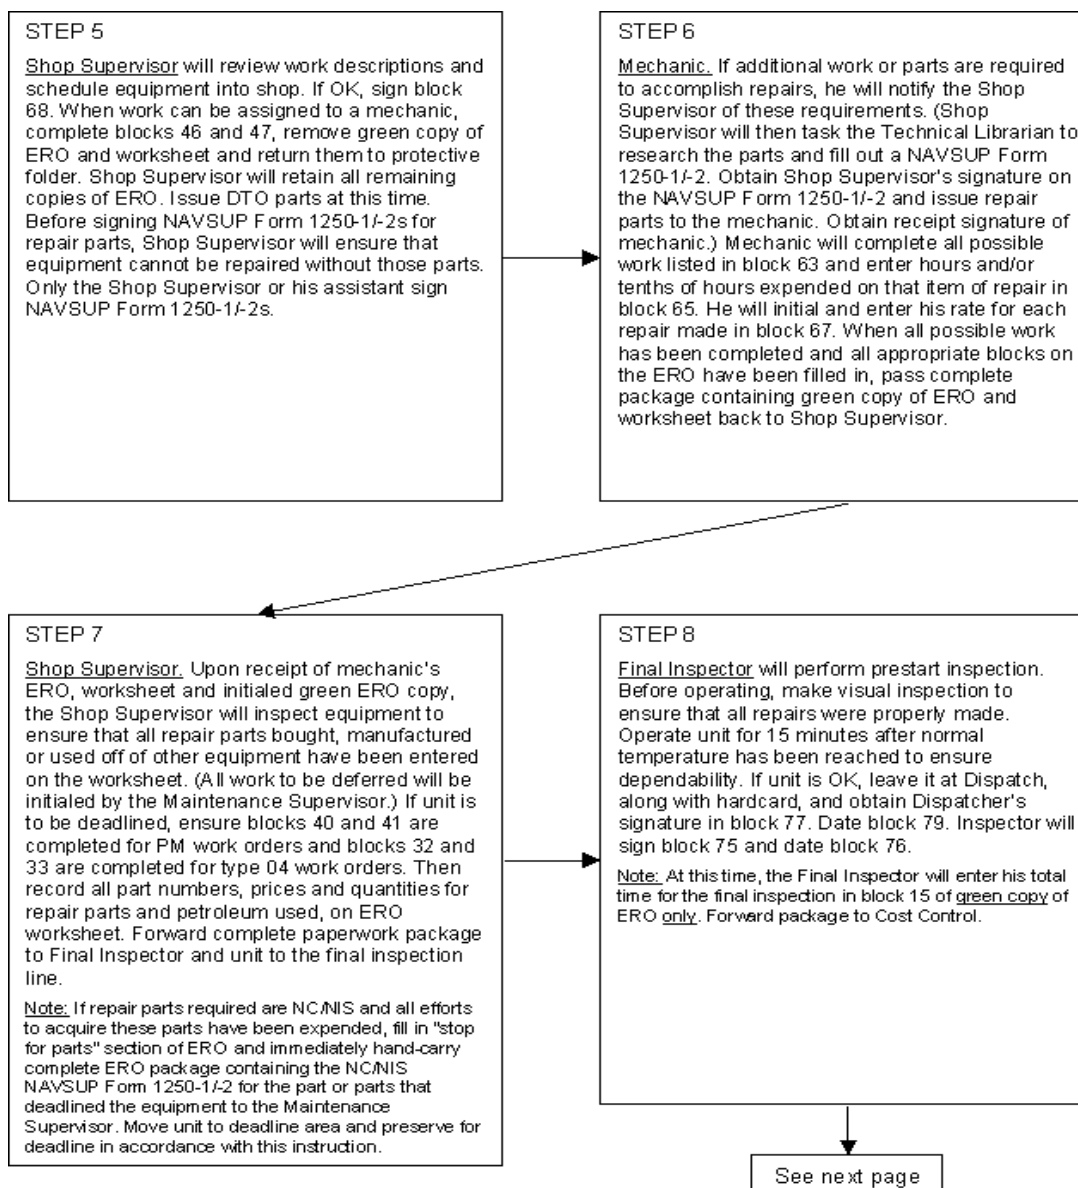 STEP 5
Shop Supervisor will review work descriptions and
schedule equipment into shop. If OK, sign block
68. When work can be assigned to a mechanic,
complete blocks 46 and 47, remove green copy of
ERO and worksheet and return them to protective
folder. Shop Supervisor will retain all remaining
copies of ERO. Issue DTO parts at this time.
Before signing NAVSUP Form 1250-1/-2s for
repair parts, Shop Supervisor will ensure that
equipment cannot be repaired without those parts.
Only the Shop Supervisor or his assistant sign
NAVSUP Form 1250-1/-2s.
STEP 6
Mechanic. If additional work or parts are required
to accomplish repairs, he will notify the Shop
Supervisor of these requirements. (Shop
Supervisor will then task the Technical Librarian to
research the parts and fill out a NAVSUP Form
1250-1/-2. Obtain Shop Supervisor's signature on
the NAVSUP Form 1250-1/-2 and issue repair
parts to the mechanic. Obtain receipt signature of
mechanic.) Mechanic will complete all possible
work listed in block 63 and enter hours and/or
tenths of hours expended on that item of repair in
block 65. He will initial and enter his rate for each
repair made in block 67. When all possible work
has been completed and all appropriate blocks on
the ERO have been filled in, pass complete
package containing green copy of ERO and
worksheet back to Shop Supervisor.
STEP 7
Shop Supervisor. Upon receipt of mechanic's
ERO, worksheet and initialed green ERO copy,
the Shop Supervisor will inspect equipment to
ensure that all repair parts bought, manufactured
or used off of other equipment have been entered
on the worksheet. (All work to be deferred will be
initialed by the Maintenance Supervisor.) If unit is
to be deadlined, ensure blocks 40 and 41 are
completed for PM work orders and blocks 32 and
33 are completed for type 04 work orders. Then
record all part numbers, prices and quantities for
repair parts and petroleum used, on ERO
worksheet. Forward complete paperwork package
to Final Inspector and unit to the final inspection
line.
Note: If repair parts required are NC/NIS and all efforts
to acquire these parts have been expended, fill in "stop
for parts" section of ERO and immediately hand-carry
complete ERO package containing the NC/NIS
NAVSUP Form 1250-1/-2 for the part or parts that
deadlined the equipment to the Maintenance
Supervisor. Move unit to deadline area and preserve for
deadline in accordance with this instruction.
STEP 8
Final Inspector will perform prestart inspection.
Before operating, make visual inspection to
ensure that all repairs were properly made.
Operate unit for 15 minutes after normal
temperature has been reached to ensure
dependability. If unit is OK, leave it at Dispatch,
along with hardcard, and obtain Dispatcher's
signature in block 77. Date block 79. Inspector will
sign block 75 and date block 76.
Note: At this time, the Final Inspector will enter his total
time for the final inspection in block 15 of green copy of
ERO only. Forward package to Cost Control.
See next page